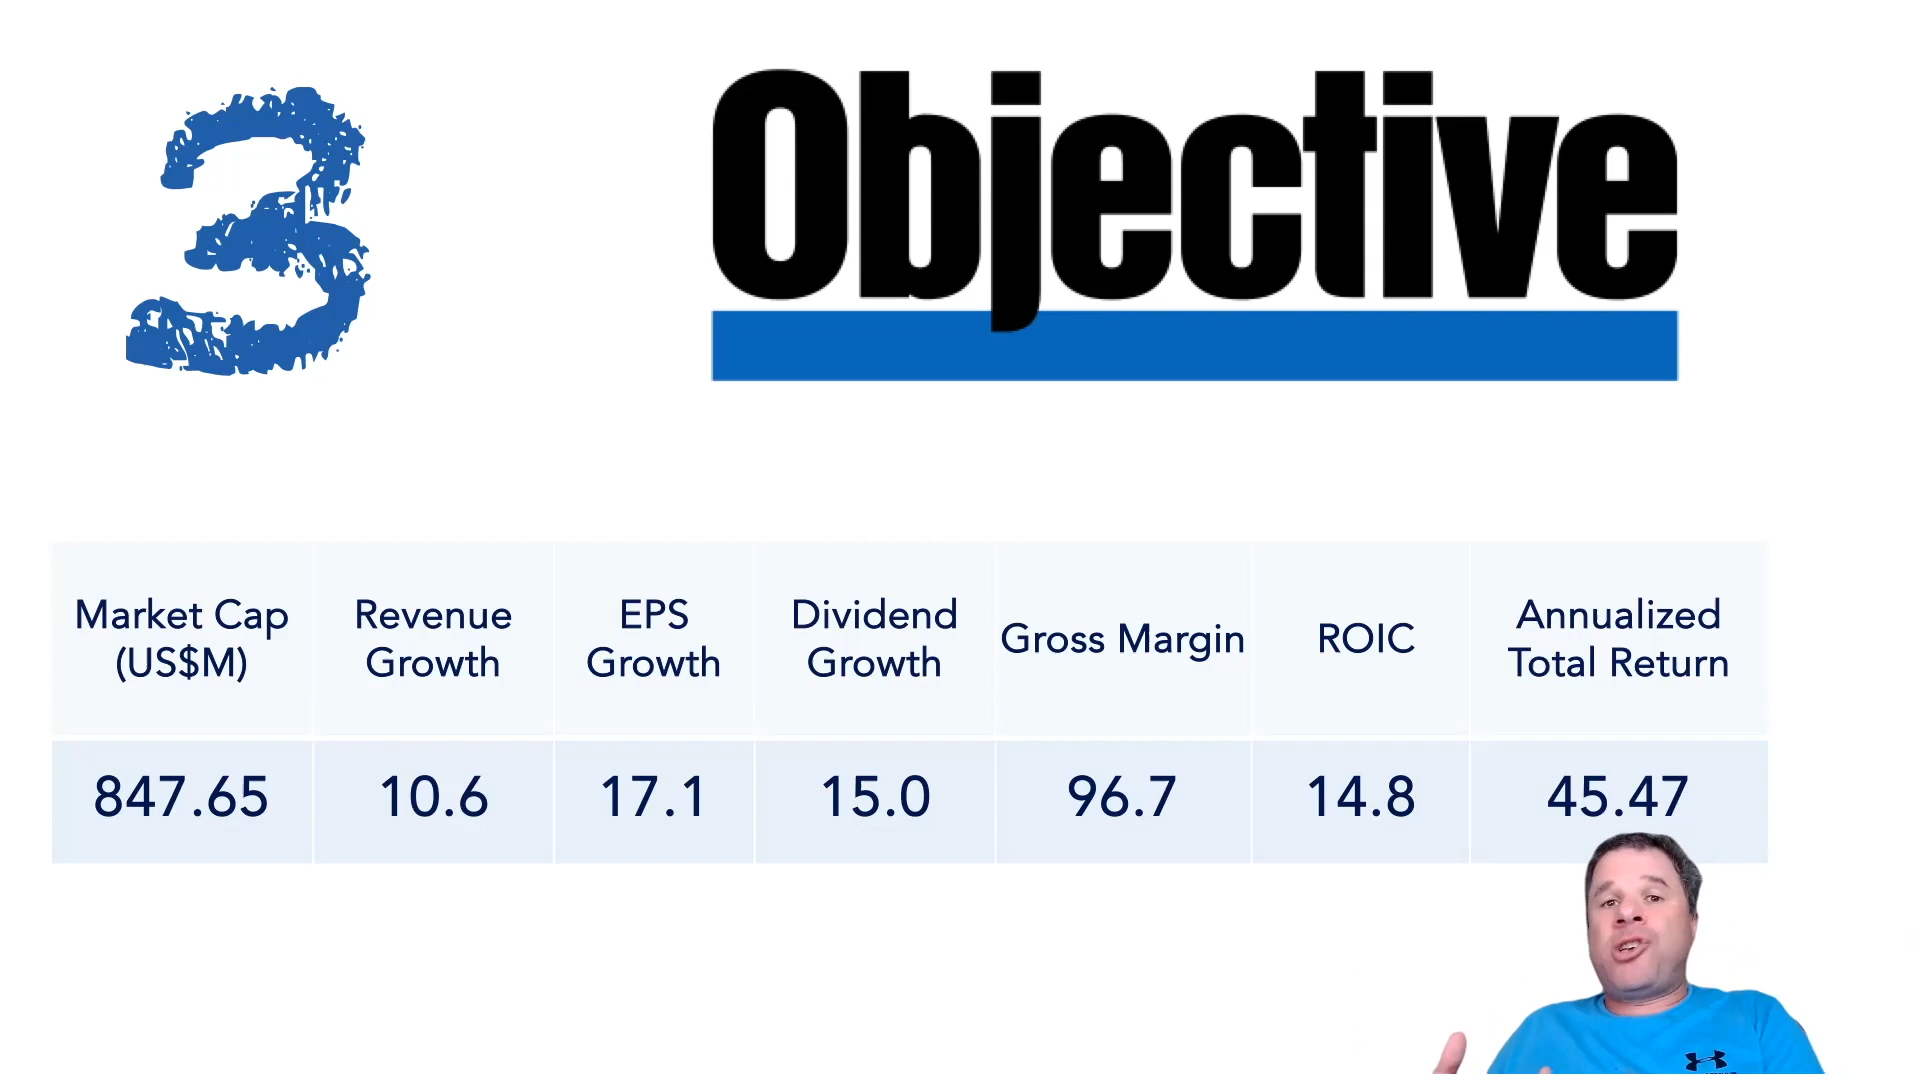 3
Objective
Market Cap
(US$M)
Revenue
Growth
EPS
Growth
Dividend
Growth
Gross Margin
ROIC
Annualized
Total Return
847.65
10.6
17.1
15.0
96.7
14.8
45.47